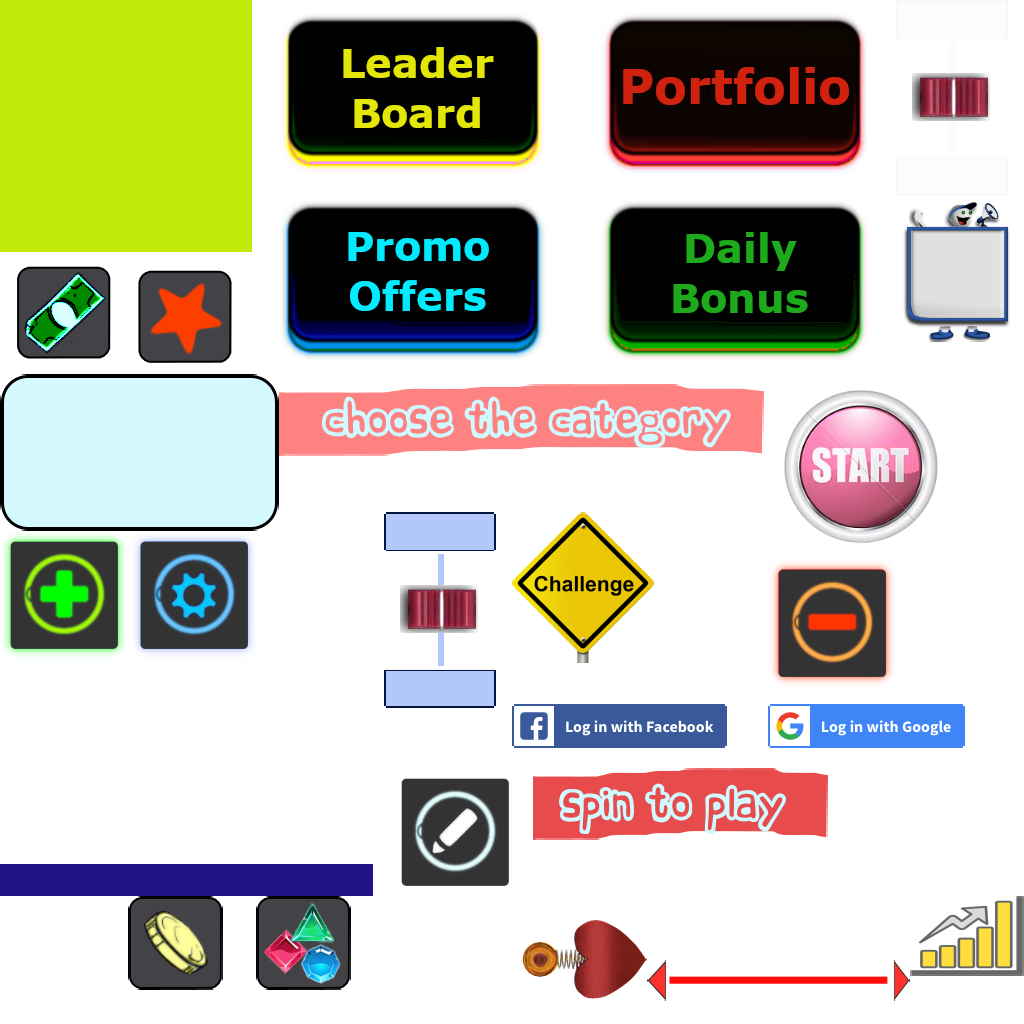 Leader
Board
Portfolio
Promo
Offers
Daily
Bonus
choose the category
START
Challenge
Log in with Facebook
Log in with Google
Spin to play